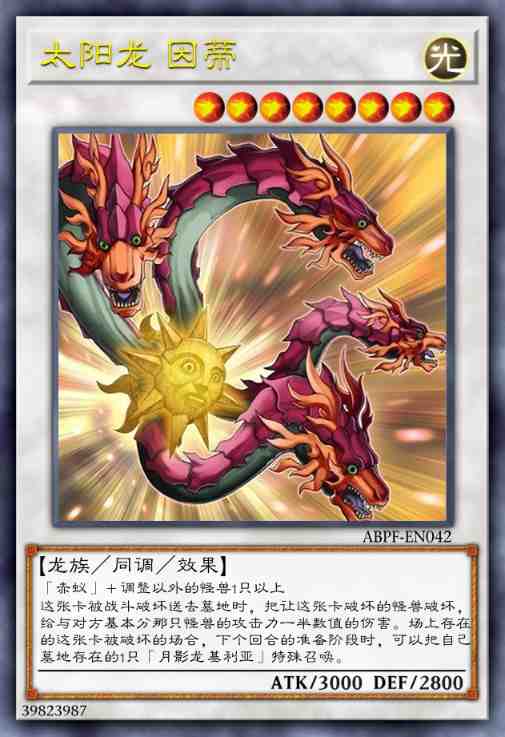 太阳龙 因蒂
光
ABPF-EN042
【龙族／同调／效果】
「赤蚁」＋调整以外的怪兽1只以上
这张卡被战斗破坏送去墓地时，把让这张卡破坏的怪兽破坏，
给与对方基本分那只怪兽的攻击力一半数值的伤害。场上存在
的这张卡被破坏的场合，下个回合的准备阶段时，可以把自己
墓地存在的1只「月影龙基利亚」特殊召唤。
ATK/3000 DEF/2800
39823987